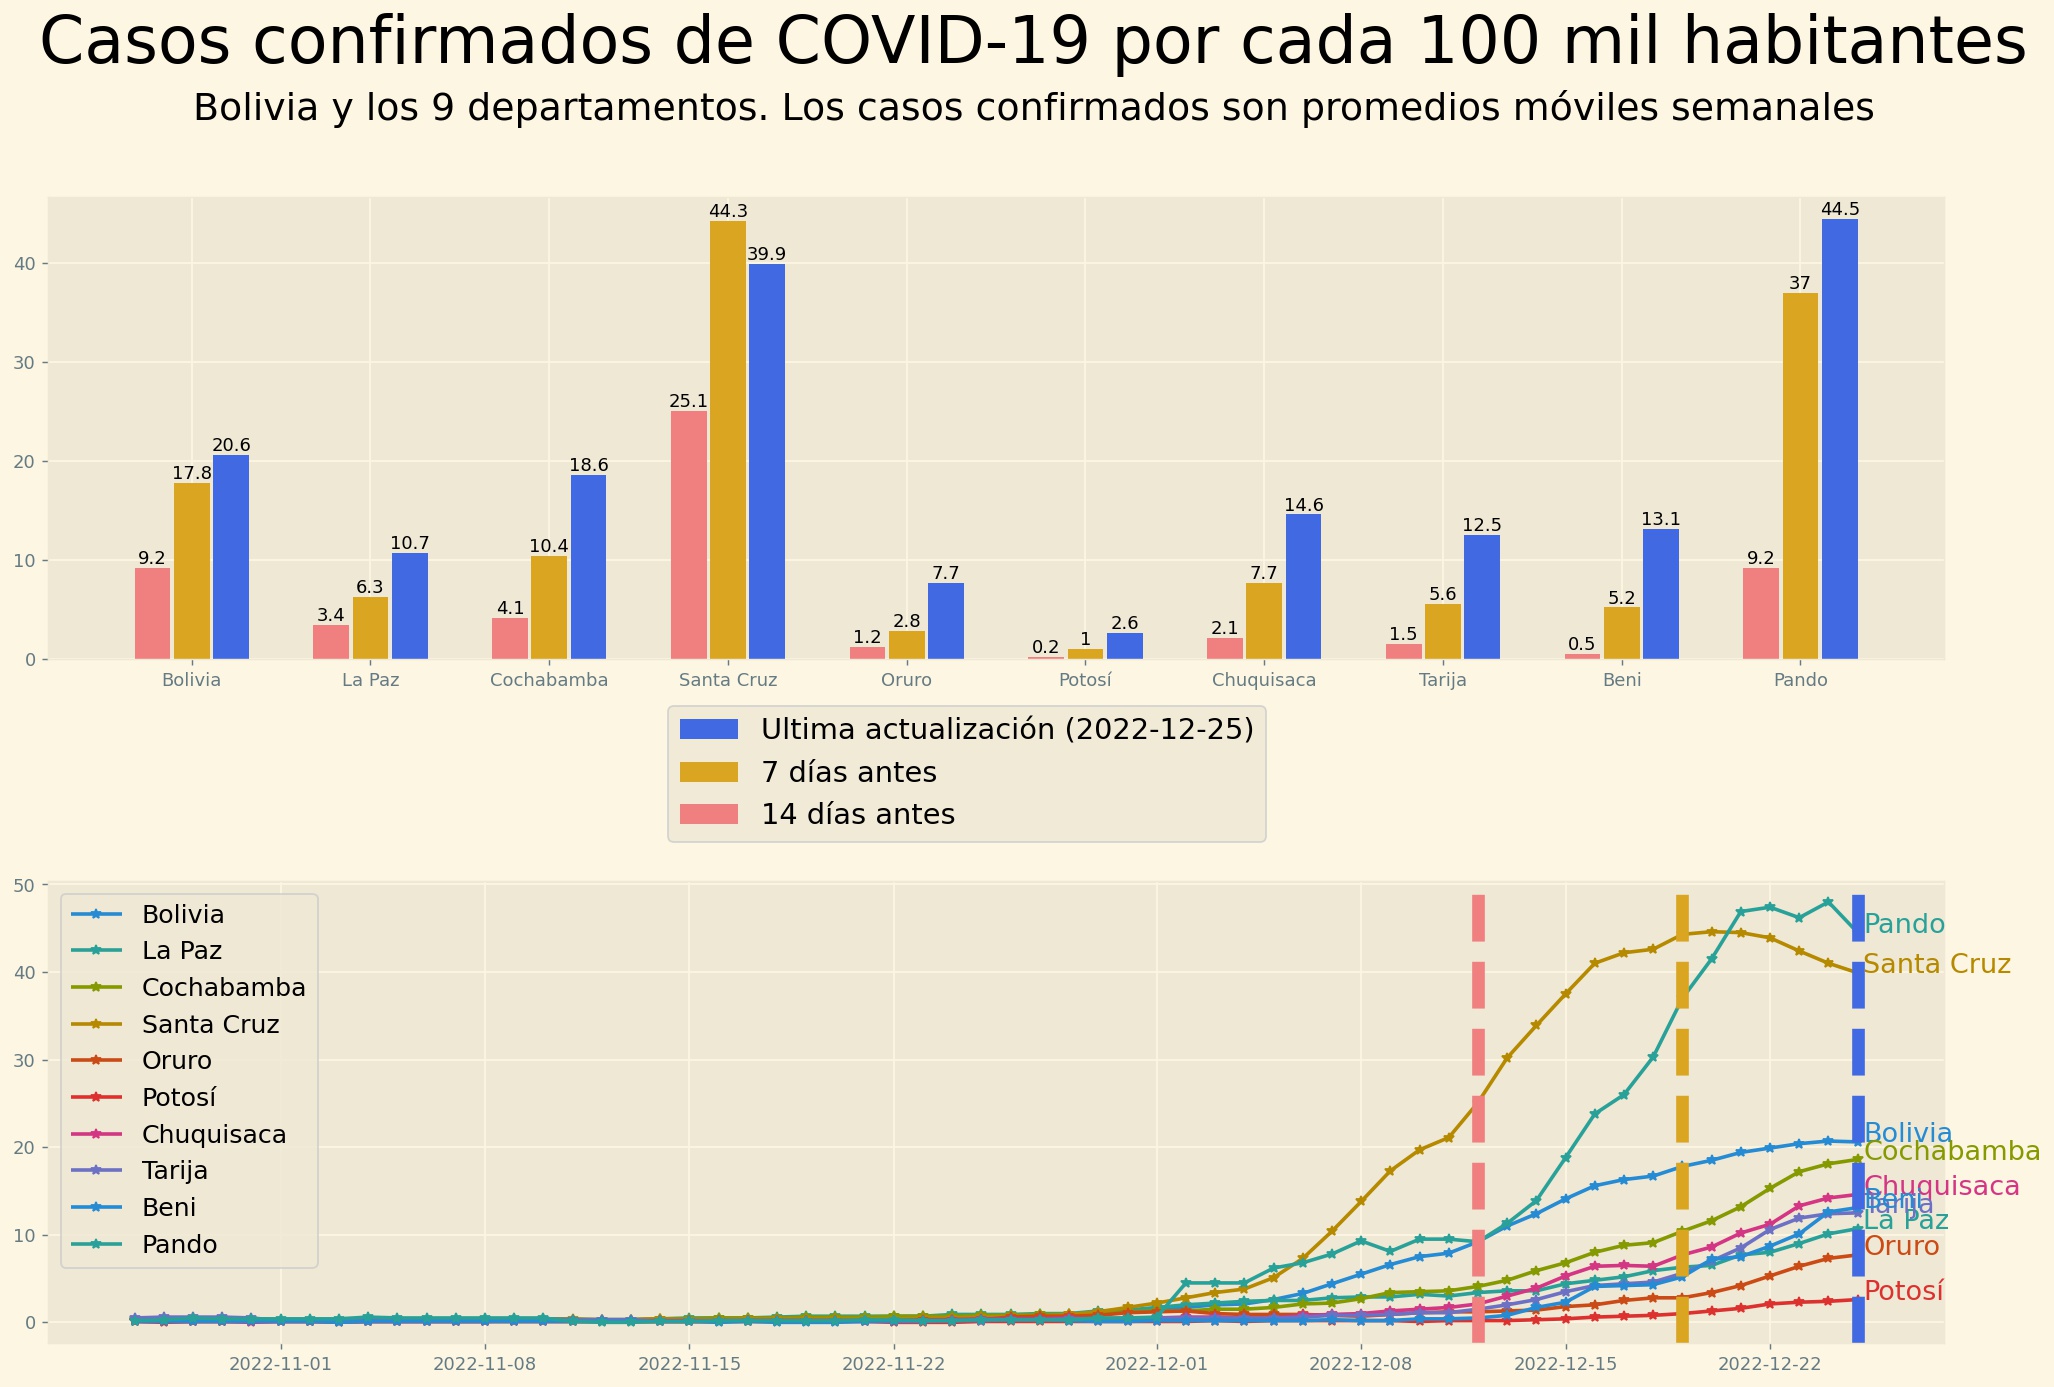 Casos confirmados de COVID-19 por cada 100 mil habitantes
Bolivia y los 9 departamentos. Los casos confirmados son promedios móviles semanales
40
30
20
10
0
9.2 17.8 20.6
3.4 6.3 10.7
4.1 10.4 18.6
25.1 44.3 39.9
1.2 2.8 7.7
0.2 1 2.6
2.1 7.7 14.6
1.5 5.6 12.5
0.5 5.2 13.1
9.2 37 44.5
Bolivia La Paz Cochabamba Santa Cruz Oruro Potosí Chuquisaca Tarija Beni Pando
Ultima actualización (2022-12-25)
7 días antes
14 días antes
50
40
30
20
10
0
Bolivia
La Paz
Cochabamba
Santa Cruz
Oruro
Potosí
Chuquisaca
Tarija
Beni
Pando
Pando
Santa Cruz
Bolivia
Cochabamba
Chuquisaca
Beni
Tarija
La Paz
Oruro
Potosí
2022-11-01 2022-11-08 2022-11-15 2022-11-22 2022-12-01 2022-12-08 2022-12-15 2022-12-22